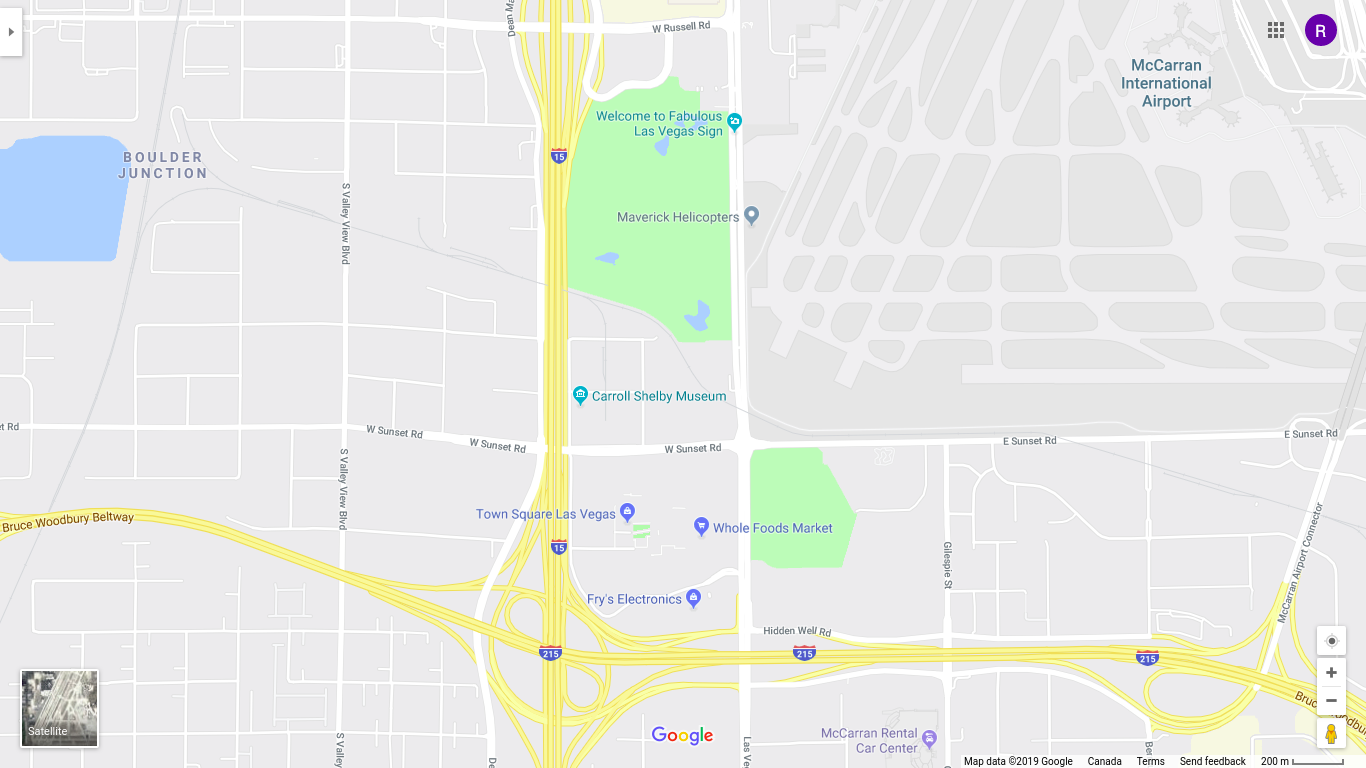 Dean Ma
W Russell Rd
R
McCarran
International
Airport
Welcome to Fabulous
Las Vegas Sign
15
BOULDER
JUNCTION
S Valley View Blvd
Maverick Helicopters
Carroll Shelby Museum
et Rd
W Sunset Rd
W Sunset Rd
W Sunset Rd
E Sunset Rd
E Sunset Rd
S Valley View Blvd
Bruce Woodbury Beltway
Town Square Las Vegas
Whole Foods Market
15
Gilespie St
McCarran Airport Connector
Fry's Electronics
Hidden Well Rd
215
215
215
Satellite
S Valley
De
Google
Las Ve
McCarran Rental
Car Center
Be
Bruc
odbur
Map data ©2019 Google Canada Terms Send feedback 200 m